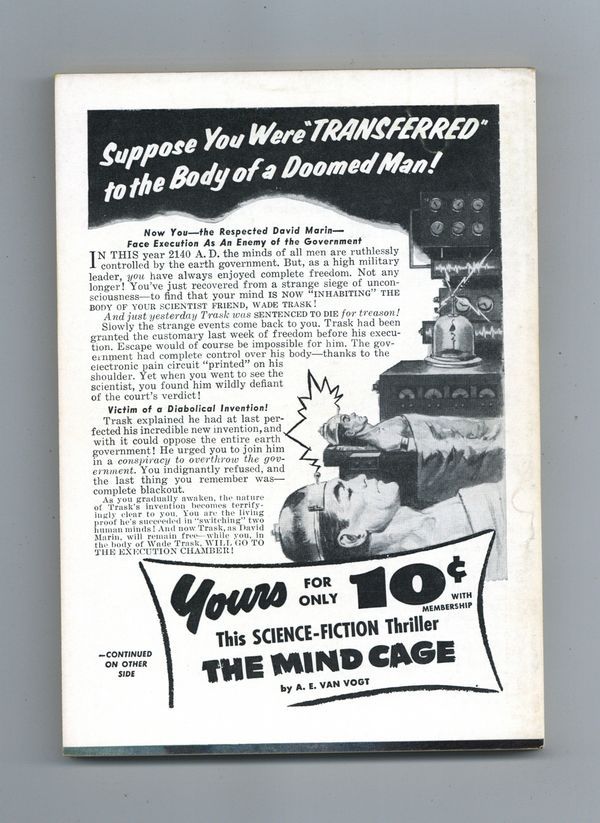 Suppose You Were "TRANSFERRED"
to the Body of a Doomed Man!
Now You—the Respected David Marin—
Face Execution As An Enemy of the Government
IN THIS year 2140 A. D. the minds of all men are ruthlessly
controlled by the earth government. But, as a high military
leader, you have always enjoyed complete freedom. Not any
longer! You've just recovered from a strange siege of uncon-
sciousness—to find that your mind IS NOW "INHABITING" THE
BODY OF YOUR SCIENTIST FRIEND, WADE TRASK!
And just yesterday Trask was SENTENCED TO DIE for treason!
Slowly the strange events come back to you. Trask had been
granted the customary last week of freedom before his execu-
tion. Escape would of course be impossible for him. The gov-
ernment had complete control over his body—thanks to the
electronic pain circuit "printed" on his
shoulder. Yet when you went to see the
scientist, you found him wildly defiant
of the court's verdict!
Victim of a Diabolical Invention!
Trask explained he had at last per-
fected his incredible new invention, and
with it could oppose the entire earth
government! He urged you to join him
in a conspiracy to overthrow the gov-
ernment. You indignantly refused, and
the last thing you remember was—
complete blackout.
As you gradually awaken, the nature
of Trask's invention becomes terrify-
ingly clear to you. You are the living
proof he's succeeded in "switching" two
human minds! And now Trask, as David
Marin, will remain free—while you, in
the body of Wade Trask, WILL GO TO
THE EXECUTION CHAMBER!
Yours FOR ONLY 10¢ WITH MEMBERSHIP
This SCIENCE-FICTION Thriller
THE MIND CAGE
by A. E. VAN VOGT
—CONTINUED
ON OTHER
SIDE